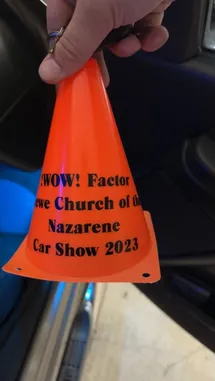 WOW! Factor
Church of
Nazarene
Car Show 2023